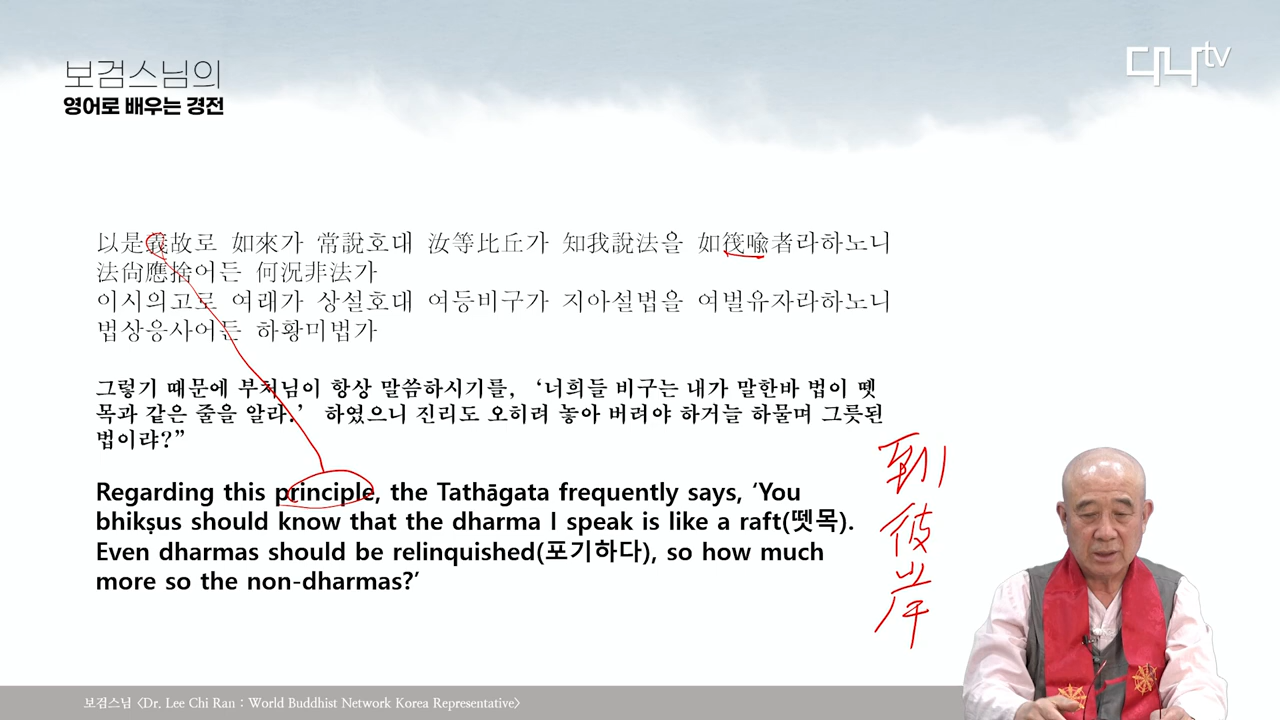 보검스님의
영어로 배우는 경전
다나tv
以是義故로 如來가 常說호대 汝等比丘가 知我說法을 如筏喩者라하노니
法尙應捨어든 何況非法가
이시의고로 여래가 상설호대 여등비구가 지아설법을 여벌유자라하노니
법상응사어든 하황미법가
그렇기 때문에 부처님이 항상 말씀하시기를, ‘너희들 비구는 내가 말한바 법이 뗏
목과 같은 줄을 알라.’ 하였으니 진리도 오히려 놓아 버려야 하거늘 하물며 그릇된
법이랴?”
Regarding this principle, the Tathāgata frequently says, ‘You
bhikṣus should know that the dharma I speak is like a raft(뗏목).
Even dharmas should be relinquished(포기하다), so how much
more so the non-dharmas?’
到
彼
岸
보검스님 <Dr. Lee Chi Ran : World Buddhist Network Korea Representative>